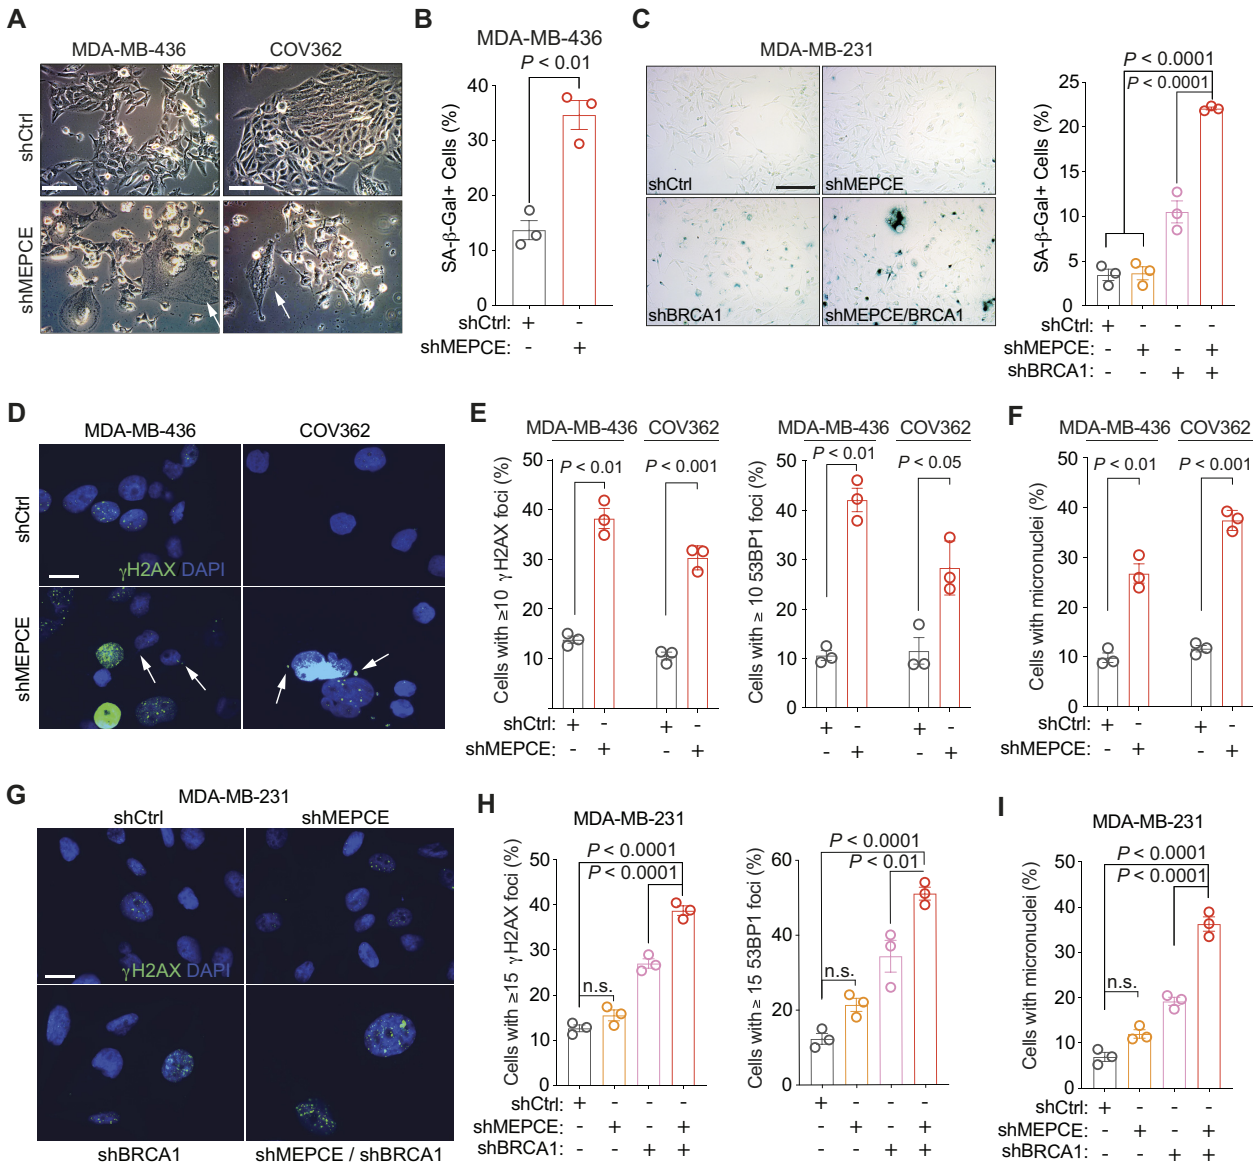 A
MDA-MB-436
COV362
shCtrl
shMEPCE
B
MDA-MB-436
P < 0.01
SA-β-Gal+ Cells (%)
40
30
20
10
0
shCtrl: + -
shMEPCE: - +
C
MDA-MB-231
shCtrl
shMEPCE
shBRCA1
shMEPCE/BRCA1
P < 0.0001
P < 0.0001
SA-β-Gal+ Cells (%)
25
20
15
10
5
0
shCtrl: + - - -
shMEPCE: - + - +
shBRCA1: - - + +
D
MDA-MB-436
COV362
shCtrl
γH2AX DAPI
shMEPCE
E
MDA-MB-436
COV362
P < 0.01
P < 0.001
Cells with ≥10 γH2AX foci (%)
50
40
30
20
10
shCtrl: + - + -
shMEPCE: - + - +
MDA-MB-436
COV362
P < 0.01
P < 0.05
Cells with ≥ 10 53BP1 foci (%)
50
40
30
20
10
0
+ - + -
- + - +
F
MDA-MB-436
COV362
P < 0.01
P < 0.001
Cells with micronuclei (%)
50
40
30
20
10
0
shCtrl: + - + -
shMEPCE: - + - +
G
MDA-MB-231
shCtrl
shMEPCE
γH2AX DAPI
shBRCA1
shMEPCE / shBRCA1
H
MDA-MB-231
P < 0.0001
P < 0.0001
n.s.
Cells with ≥15 γH2AX foci (%)
50
40
30
20
10
0
shCtrl: + - - -
shMEPCE: - + - +
shBRCA1: - - + +
P < 0.0001
P < 0.01
n.s.
Cells with ≥ 15 53BP1 foci (%)
60
40
20
0
+ - - -
- + - +
- - + +
I
MDA-MB-231
P < 0.0001
P < 0.0001
n.s.
Cells with micronuclei (%)
50
40
30
20
10
0
shCtrl: + - - -
shMEPCE: - + - +
shBRCA1: - - + +